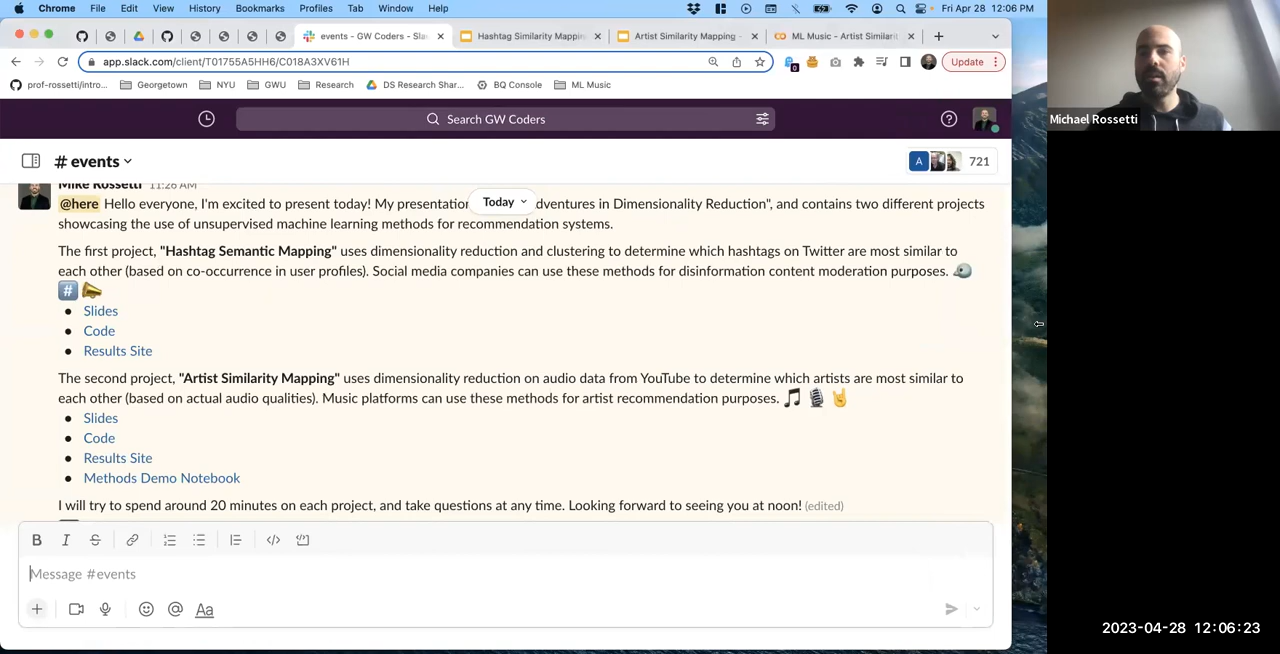 Chrome File Edit View History Bookmarks Profiles Tab Window Help Fri Apr 28 12:06 PM
events - GW Coders - Sla
Hashtag Similarity Mappin
Artist Similarity Mapping -
ML Music - Artist Similari
app.slack.com/client/T01755A5HH6/C018A3XV61H
Update
prof-rossetti/intro...
Georgetown
NYU
GWU
Research
DS Research Shar...
BQ Console
ML Music
Michael Rossetti
Search GW Coders
# events
A
721
Mike Rossetti 11:26 AM
Today
@here Hello everyone, I'm excited to present today! My presentation dventures in Dimensionality Reduction", and contains two different projects
showcasing the use of unsupervised machine learning methods for recommendation systems.
The first project, "Hashtag Semantic Mapping" uses dimensionality reduction and clustering to determine which hashtags on Twitter are most similar to
each other (based on co-occurrence in user profiles). Social media companies can use these methods for disinformation content moderation purposes.
#
• Slides
• Code
• Results Site
The second project, "Artist Similarity Mapping" uses dimensionality reduction on audio data from YouTube to determine which artists are most similar to
each other (based on actual audio qualities). Music platforms can use these methods for artist recommendation purposes.
• Slides
• Code
• Results Site
• Methods Demo Notebook
I will try to spend around 20 minutes on each project, and take questions at any time. Looking forward to seeing you at noon! (edited)
B I S
Message #events
Aa
2023-04-28 12:06:23